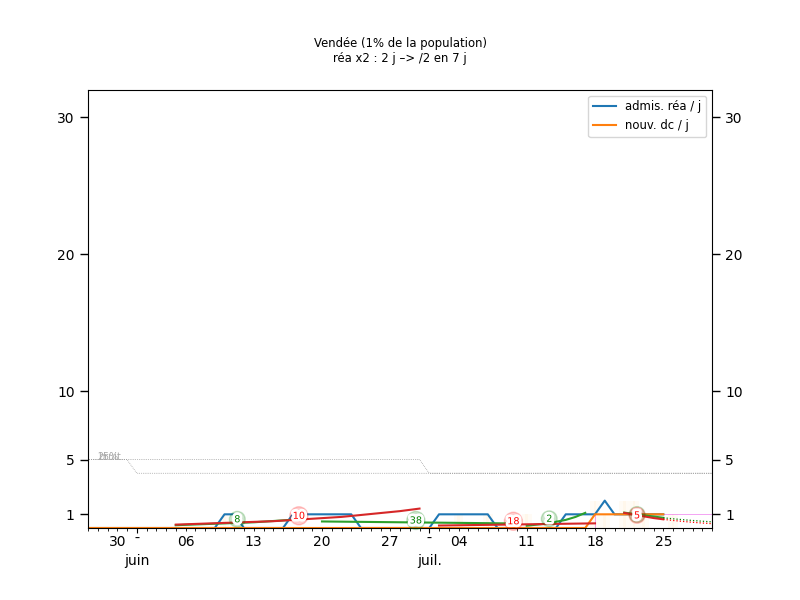 Vendée (1% de la population)
réa x2 : 2 j –> /2 en 7 j
admis. réa / j
nouv. dc / j
30 30
20 20
10 10
5 5
1 1
8 10 38 18 2 5
30 - 06 13 20 27 - 04 11 18 25
juin juil.